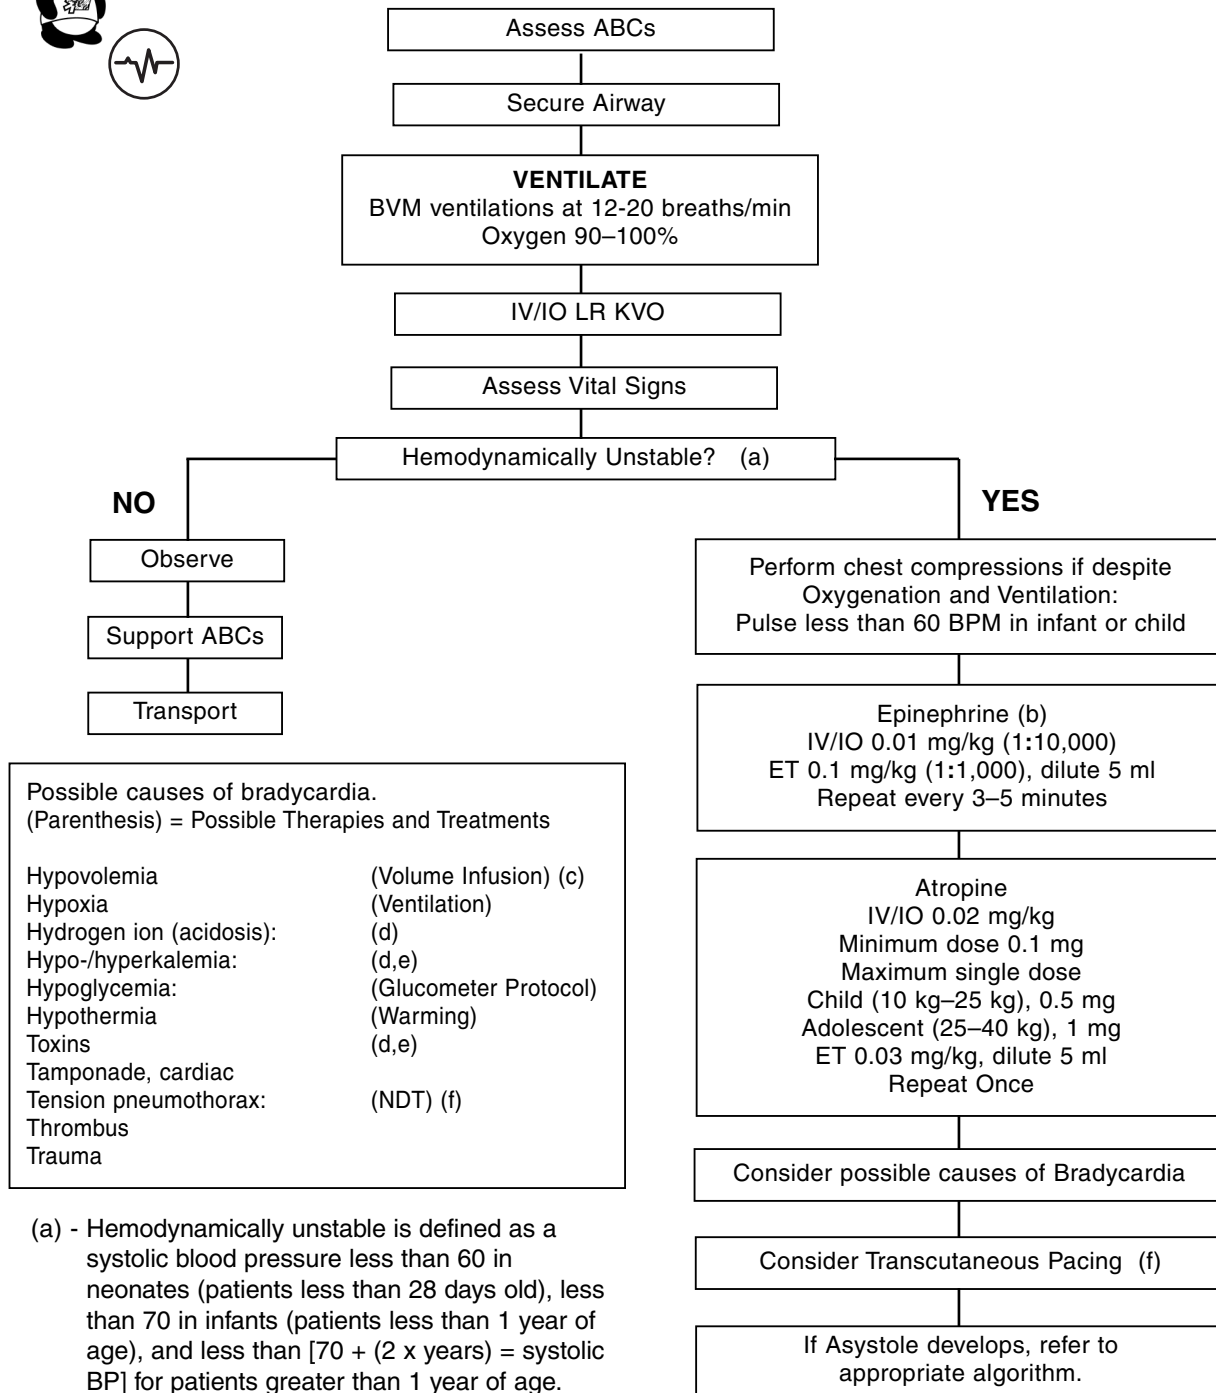 Assess ABCs
Secure Airway
VENTILATE
BVM ventilations at 12-20 breaths/min
Oxygen 90–100%
IV/IO LR KVO
Assess Vital Signs
Hemodynamically Unstable? (a)
NO
Observe
Support ABCs
Transport
YES
Perform chest compressions if despite
Oxygenation and Ventilation:
Pulse less than 60 BPM in infant or child
Epinephrine (b)
IV/IO 0.01 mg/kg (1:10,000)
ET 0.1 mg/kg (1:1,000), dilute 5 ml
Repeat every 3–5 minutes
Atropine
IV/IO 0.02 mg/kg
Minimum dose 0.1 mg
Maximum single dose
Child (10 kg–25 kg), 0.5 mg
Adolescent (25–40 kg), 1 mg
ET 0.03 mg/kg, dilute 5 ml
Repeat Once
Consider possible causes of Bradycardia
Consider Transcutaneous Pacing (f)
If Asystole develops, refer to
appropriate algorithm.
Possible causes of bradycardia.
(Parenthesis) = Possible Therapies and Treatments
Hypovolemia (Volume Infusion) (c)
Hypoxia (Ventilation)
Hydrogen ion (acidosis): (d)
Hypo-/hyperkalemia: (d,e)
Hypoglycemia: (Glucometer Protocol)
Hypothermia (Warming)
Toxins (d,e)
Tamponade, cardiac
Tension pneumothorax: (NDT) (f)
Thrombus
Trauma
(a) - Hemodynamically unstable is defined as a
systolic blood pressure less than 60 in
neonates (patients less than 28 days old), less
than 70 in infants (patients less than 1 year of
age), and less than [70 + (2 x years) = systolic
BP] for patients greater than 1 year of age.